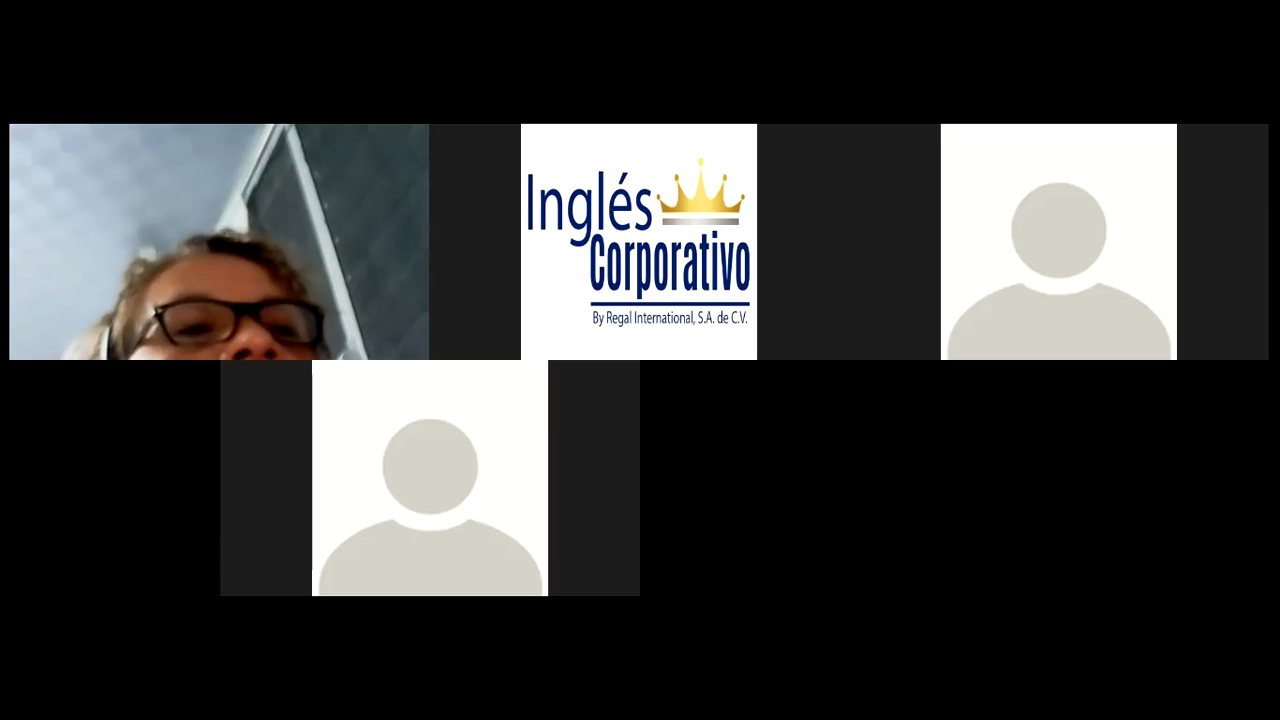 Inglés
Corporativo
By Regal International, S.A. de C.V.